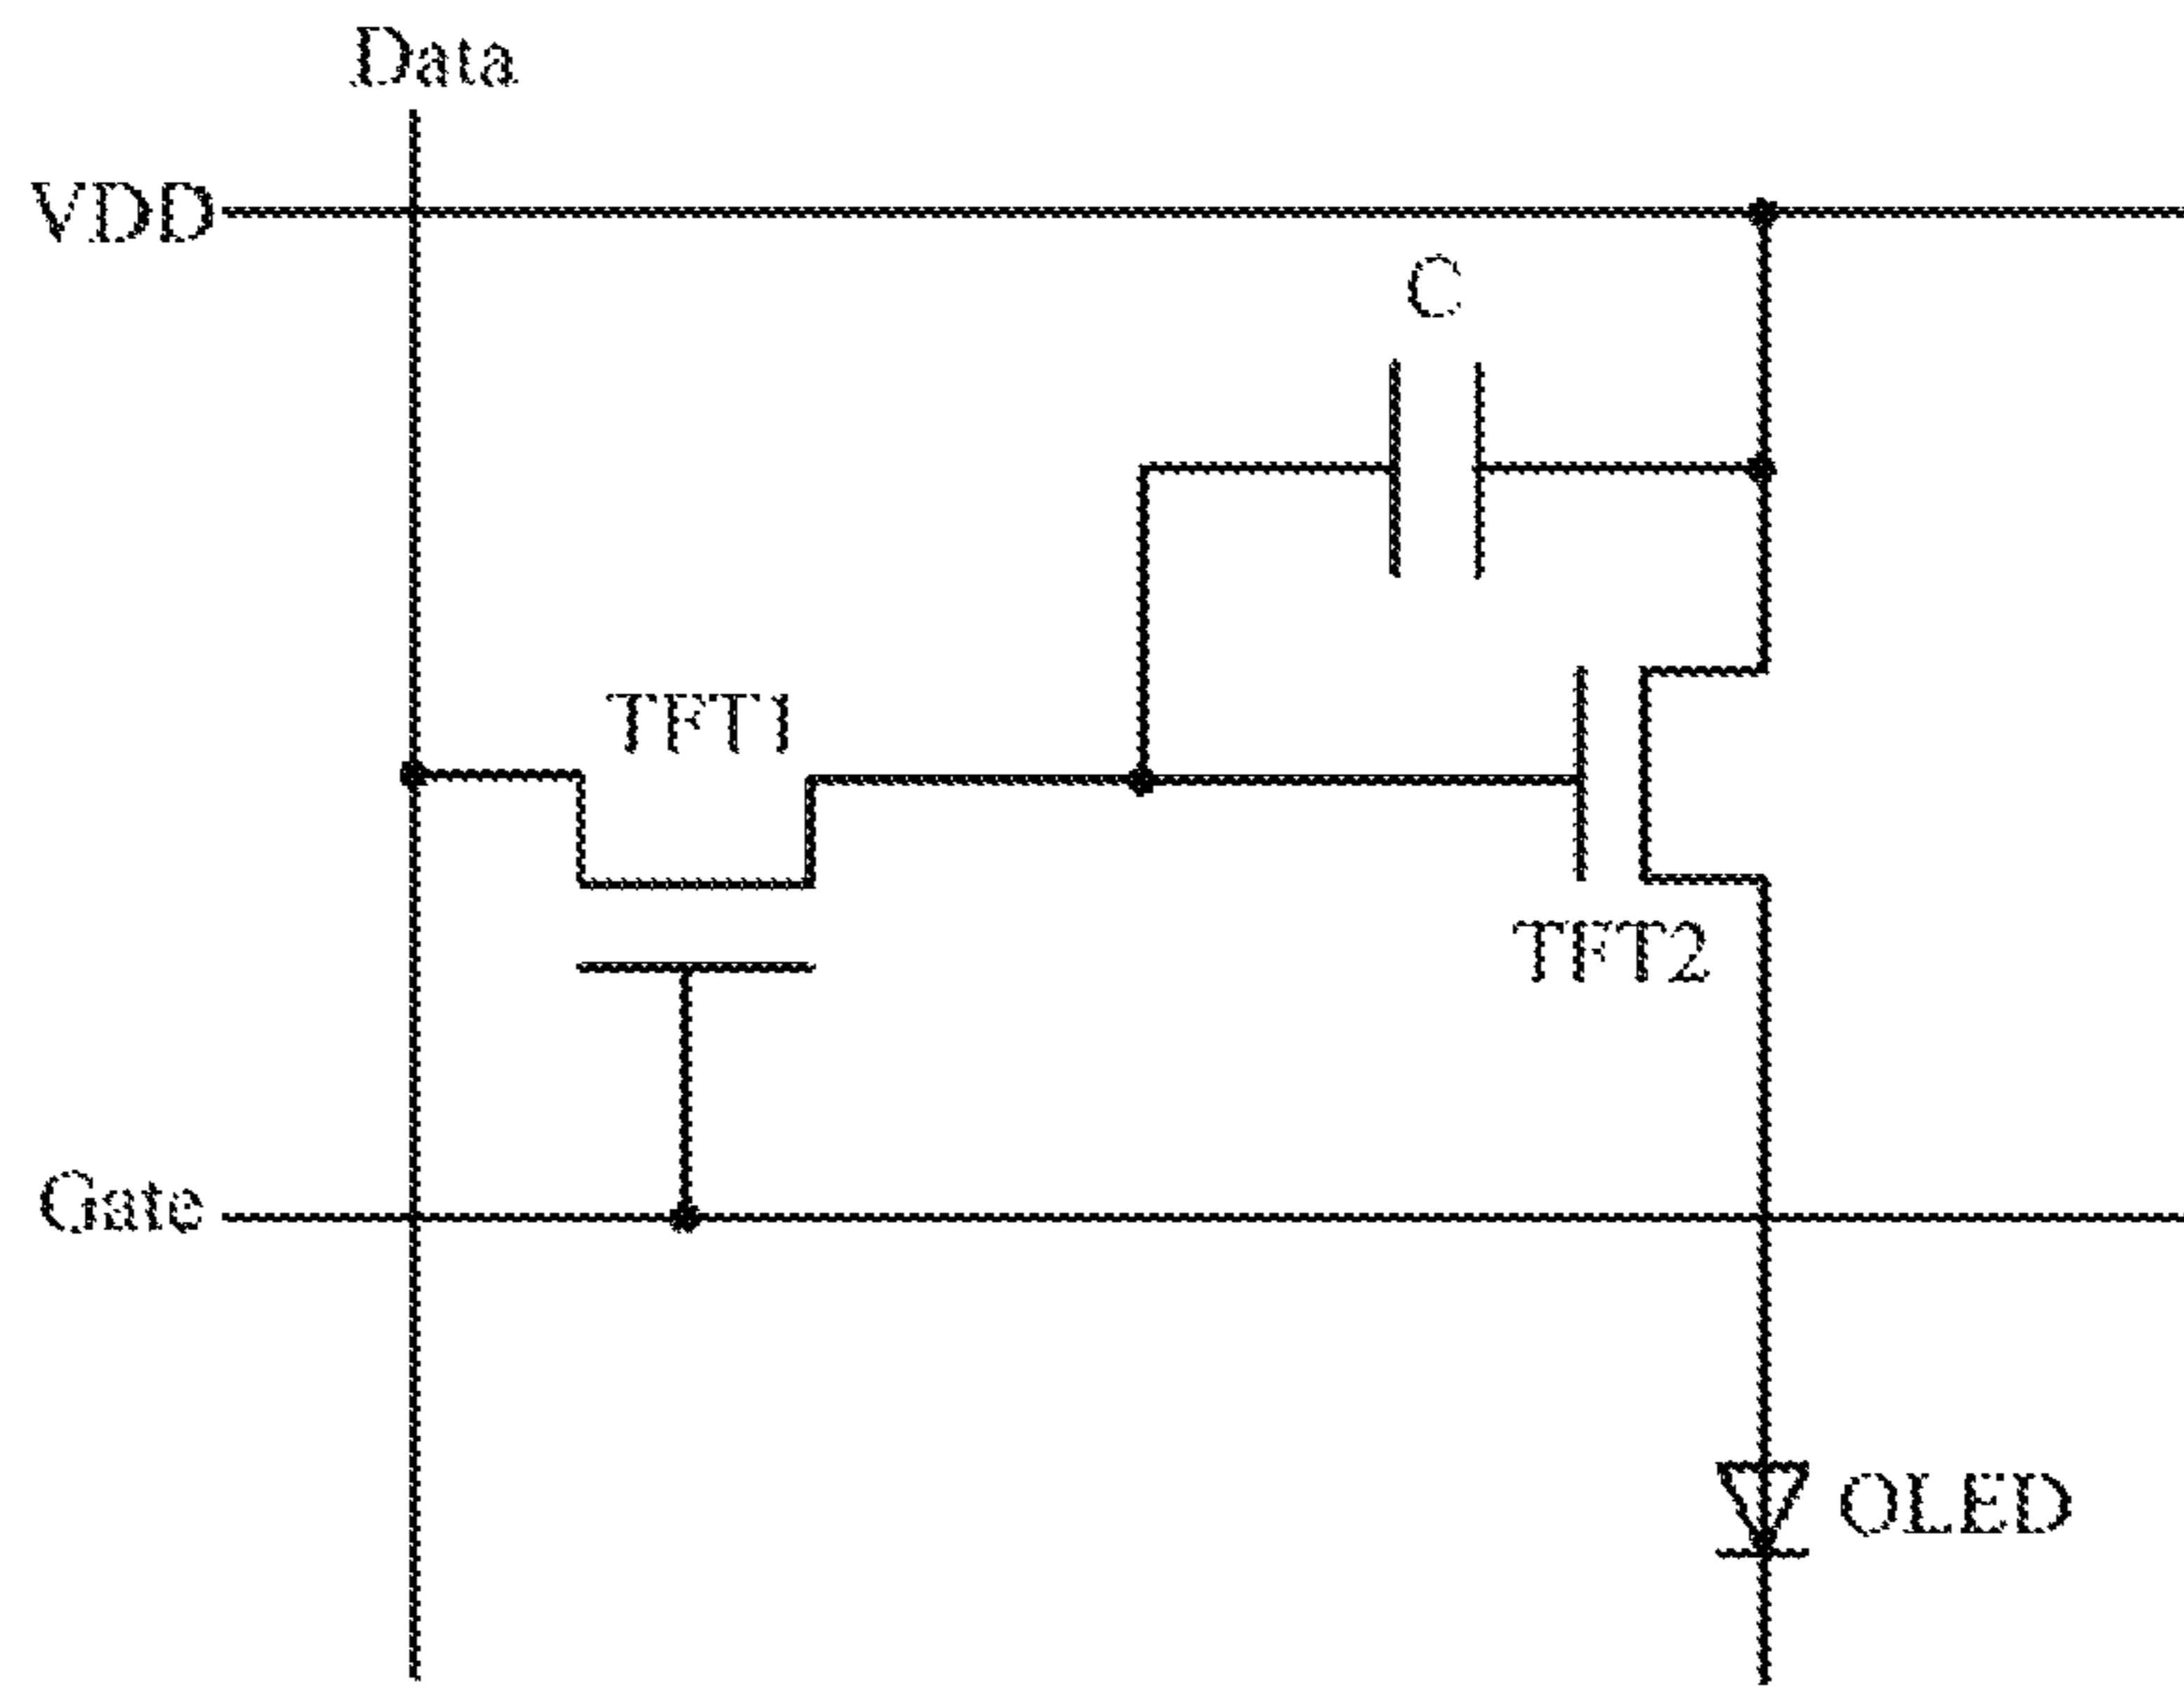 Data
VDD
C
TFT1
TFT2
Gate
OLED